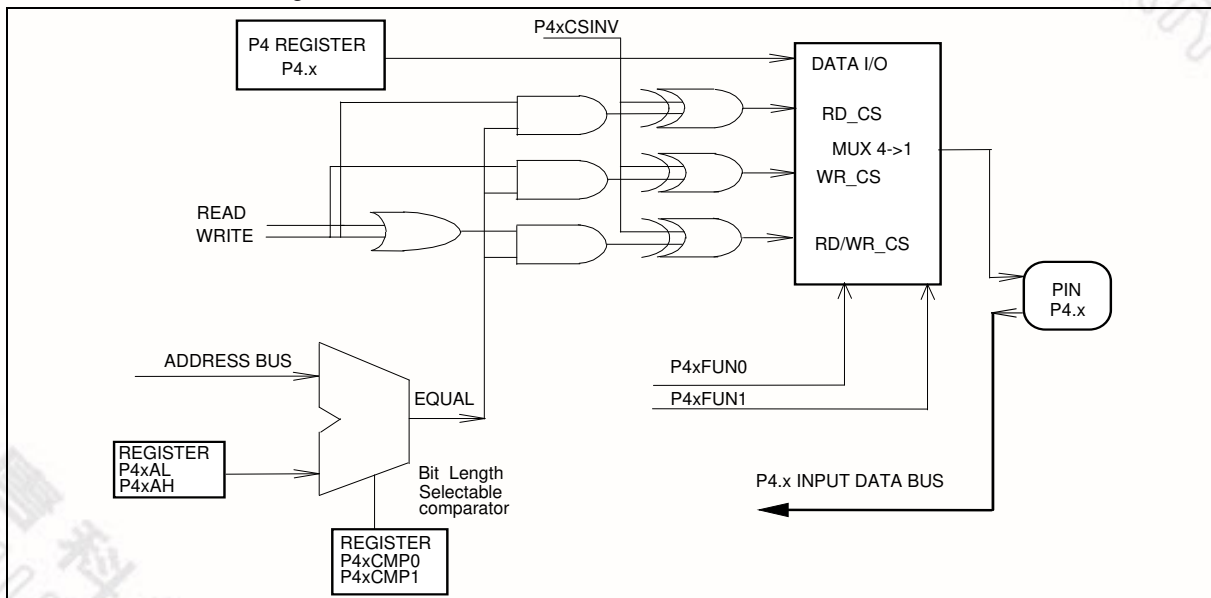 P4xCSINV
P4 REGISTER
P4.x
DATA I/O
RD_CS
MUX 4->1
WR_CS
READ
WRITE
RD/WR_CS
PIN
P4.x
ADDRESS BUS
P4xFUN0
EQUAL
P4xFUN1
REGISTER
P4xAL
P4xAH
Bit Length
Selectable
comparator
P4.x INPUT DATA BUS
REGISTER
P4xCMP0
P4xCMP1